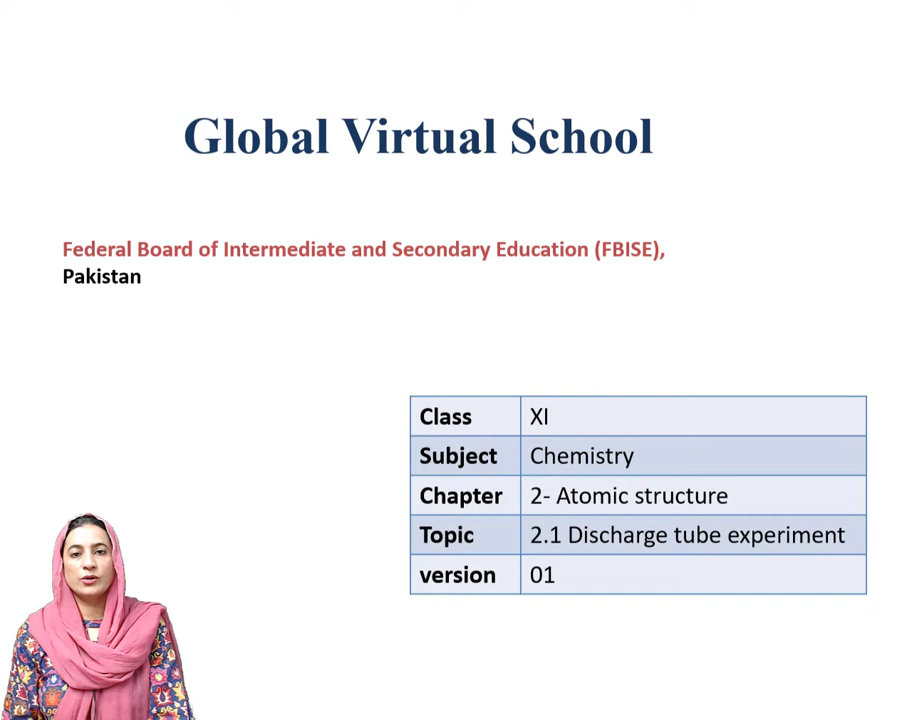 Global Virtual School
Federal Board of Intermediate and Secondary Education (FBISE),
Pakistan
Class XI
Subject Chemistry
Chapter 2- Atomic structure
Topic 2.1 Discharge tube experiment
version 01